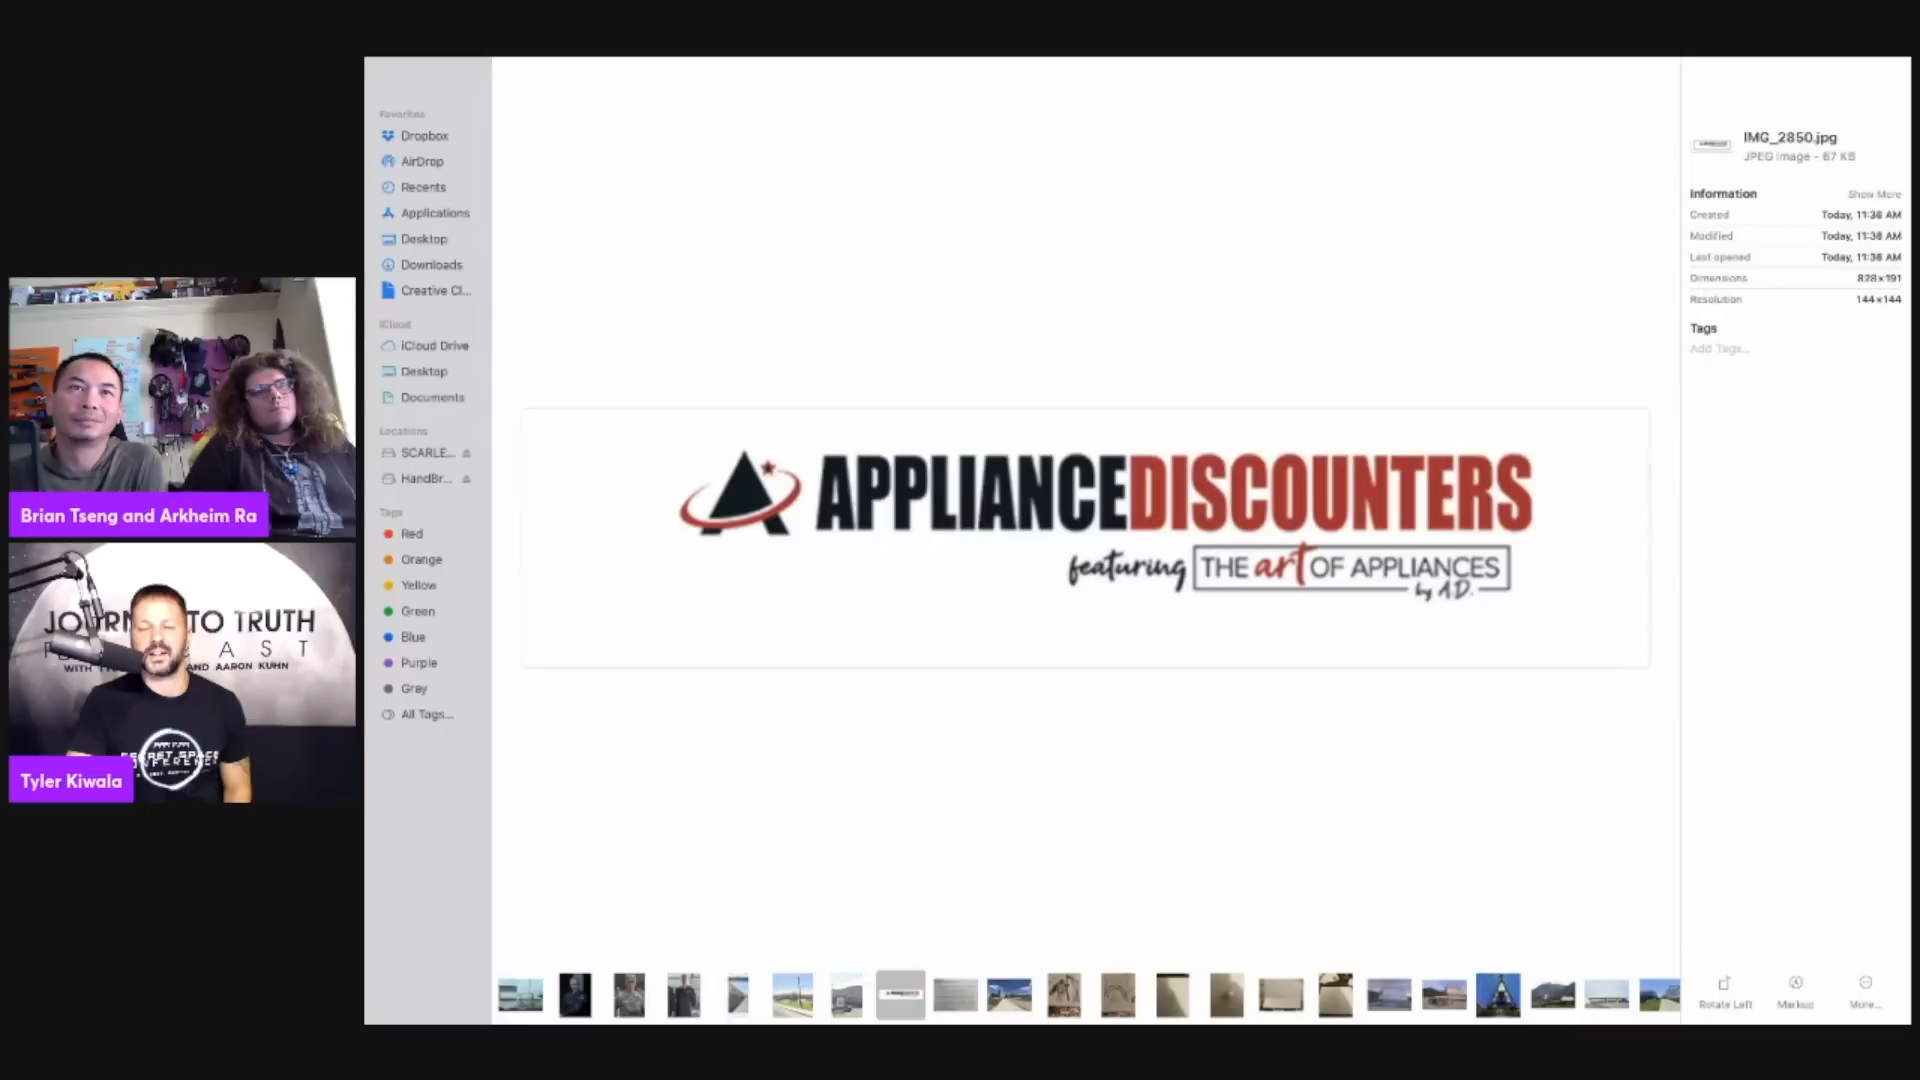 Favorites
Dropbox
AirDrop
Recents
Applications
Desktop
Downloads
Creative Cl...
iCloud
iCloud Drive
Desktop
Documents
Locations
SCARLE...
HandBr...
Tags
Red
Orange
Yellow
Green
Blue
Purple
Gray
All Tags...
APPLIANCEDISCOUNTERS
featuring THE art OF APPLIANCES
by A.D.
IMG_2850.jpg
JPEG image - 67 KB
Information Show More
Created Today, 11:36 AM
Modified Today, 11:36 AM
Last opened Today, 11:36 AM
Dimensions 828×191
Resolution 144×144
Tags
Add Tags...
Rotate Left
Markup
More...
Brian Tseng and Arkheim Ra
TO TRUTH
AND AARON KUHN
Tyler Kiwala